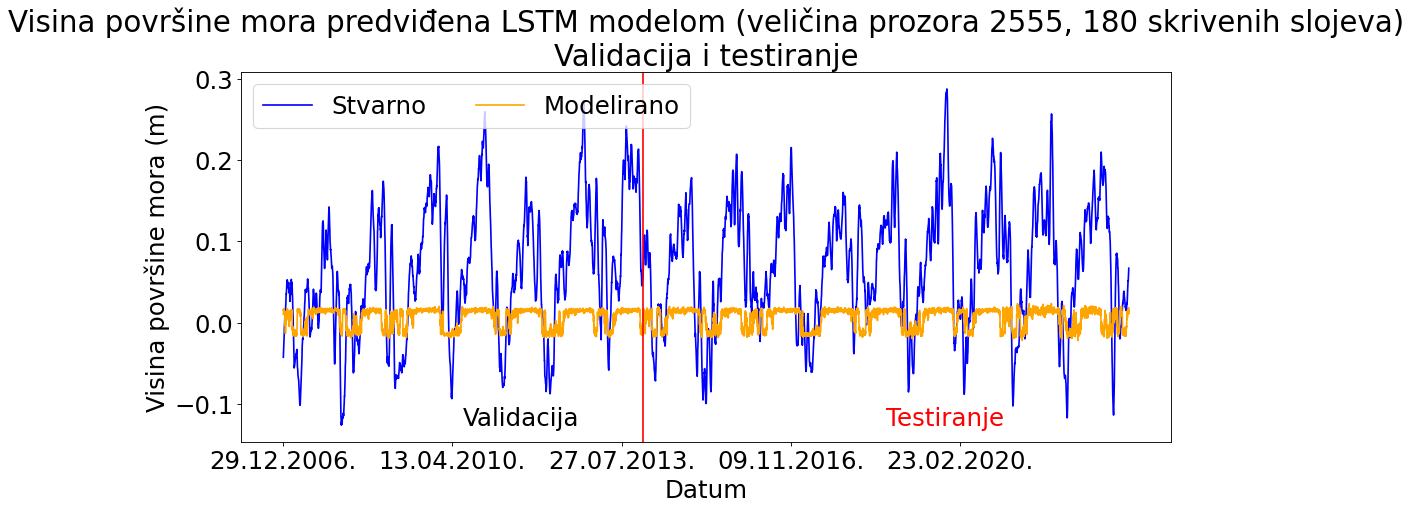 Visina površine mora predviđena LSTM modelom (veličina prozora 2555, 180 skrivenih slojeva)
Validacija i testiranje
Visina površine mora (m)
0.3
0.2
0.1
0.0
−0.1
Stvarno
Modelirano
Validacija
Testiranje
29.12.2006.
13.04.2010.
27.07.2013.
09.11.2016.
23.02.2020.
Datum